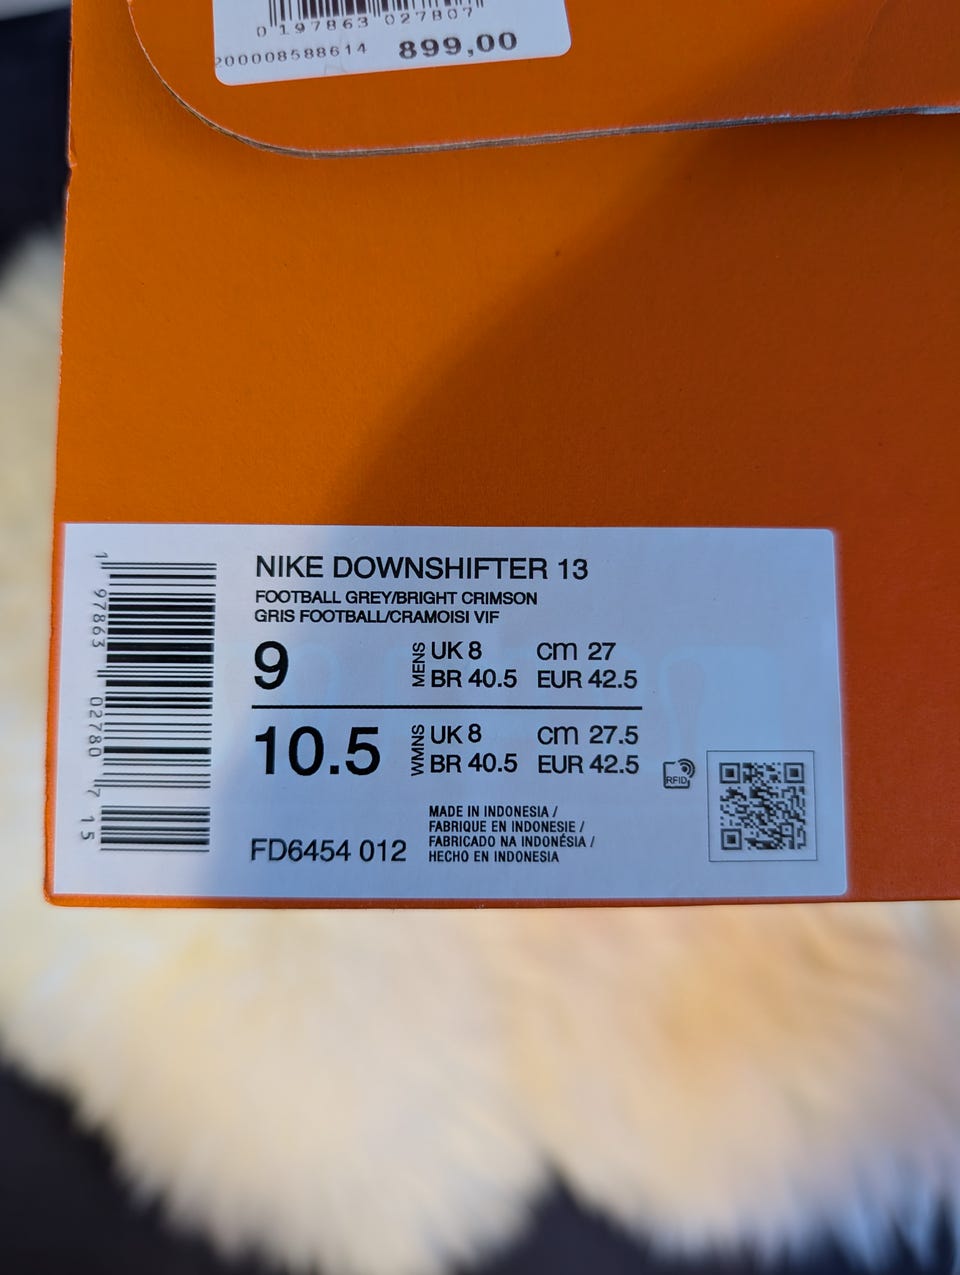 0 197863 027807
200008588614 899,00
NIKE DOWNSHIFTER 13
FOOTBALL GREY/BRIGHT CRIMSON
GRIS FOOTBALL/CRAMOISI VIF
9 MENS UK 8 cm 27
BR 40.5 EUR 42.5
10.5 WMNS UK 8 cm 27.5
BR 40.5 EUR 42.5
RFID
MADE IN INDONESIA /
FABRIQUE EN INDONESIE /
FABRICADO NA INDONÉSIA /
HECHO EN INDONESIA
FD6454 012
1 97863 02780 7 15